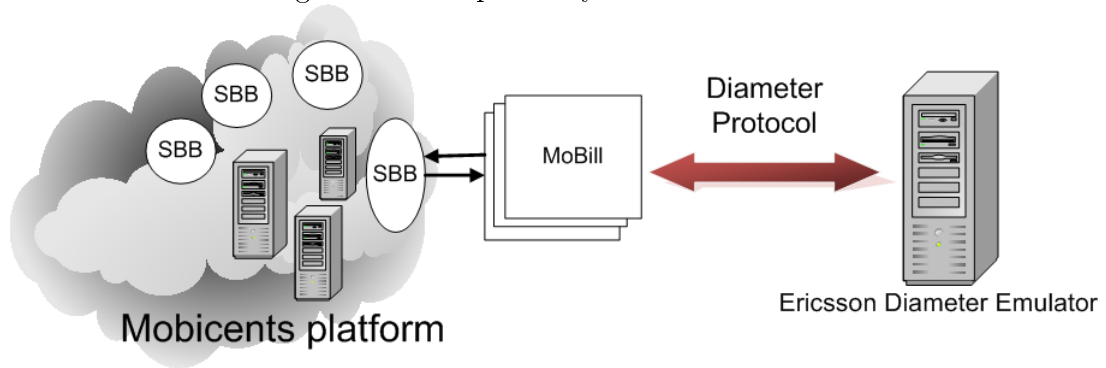 SBB
SBB
SBB
SBB
MoBill
Diameter
Protocol
Ericsson Diameter Emulator
Mobicents platform